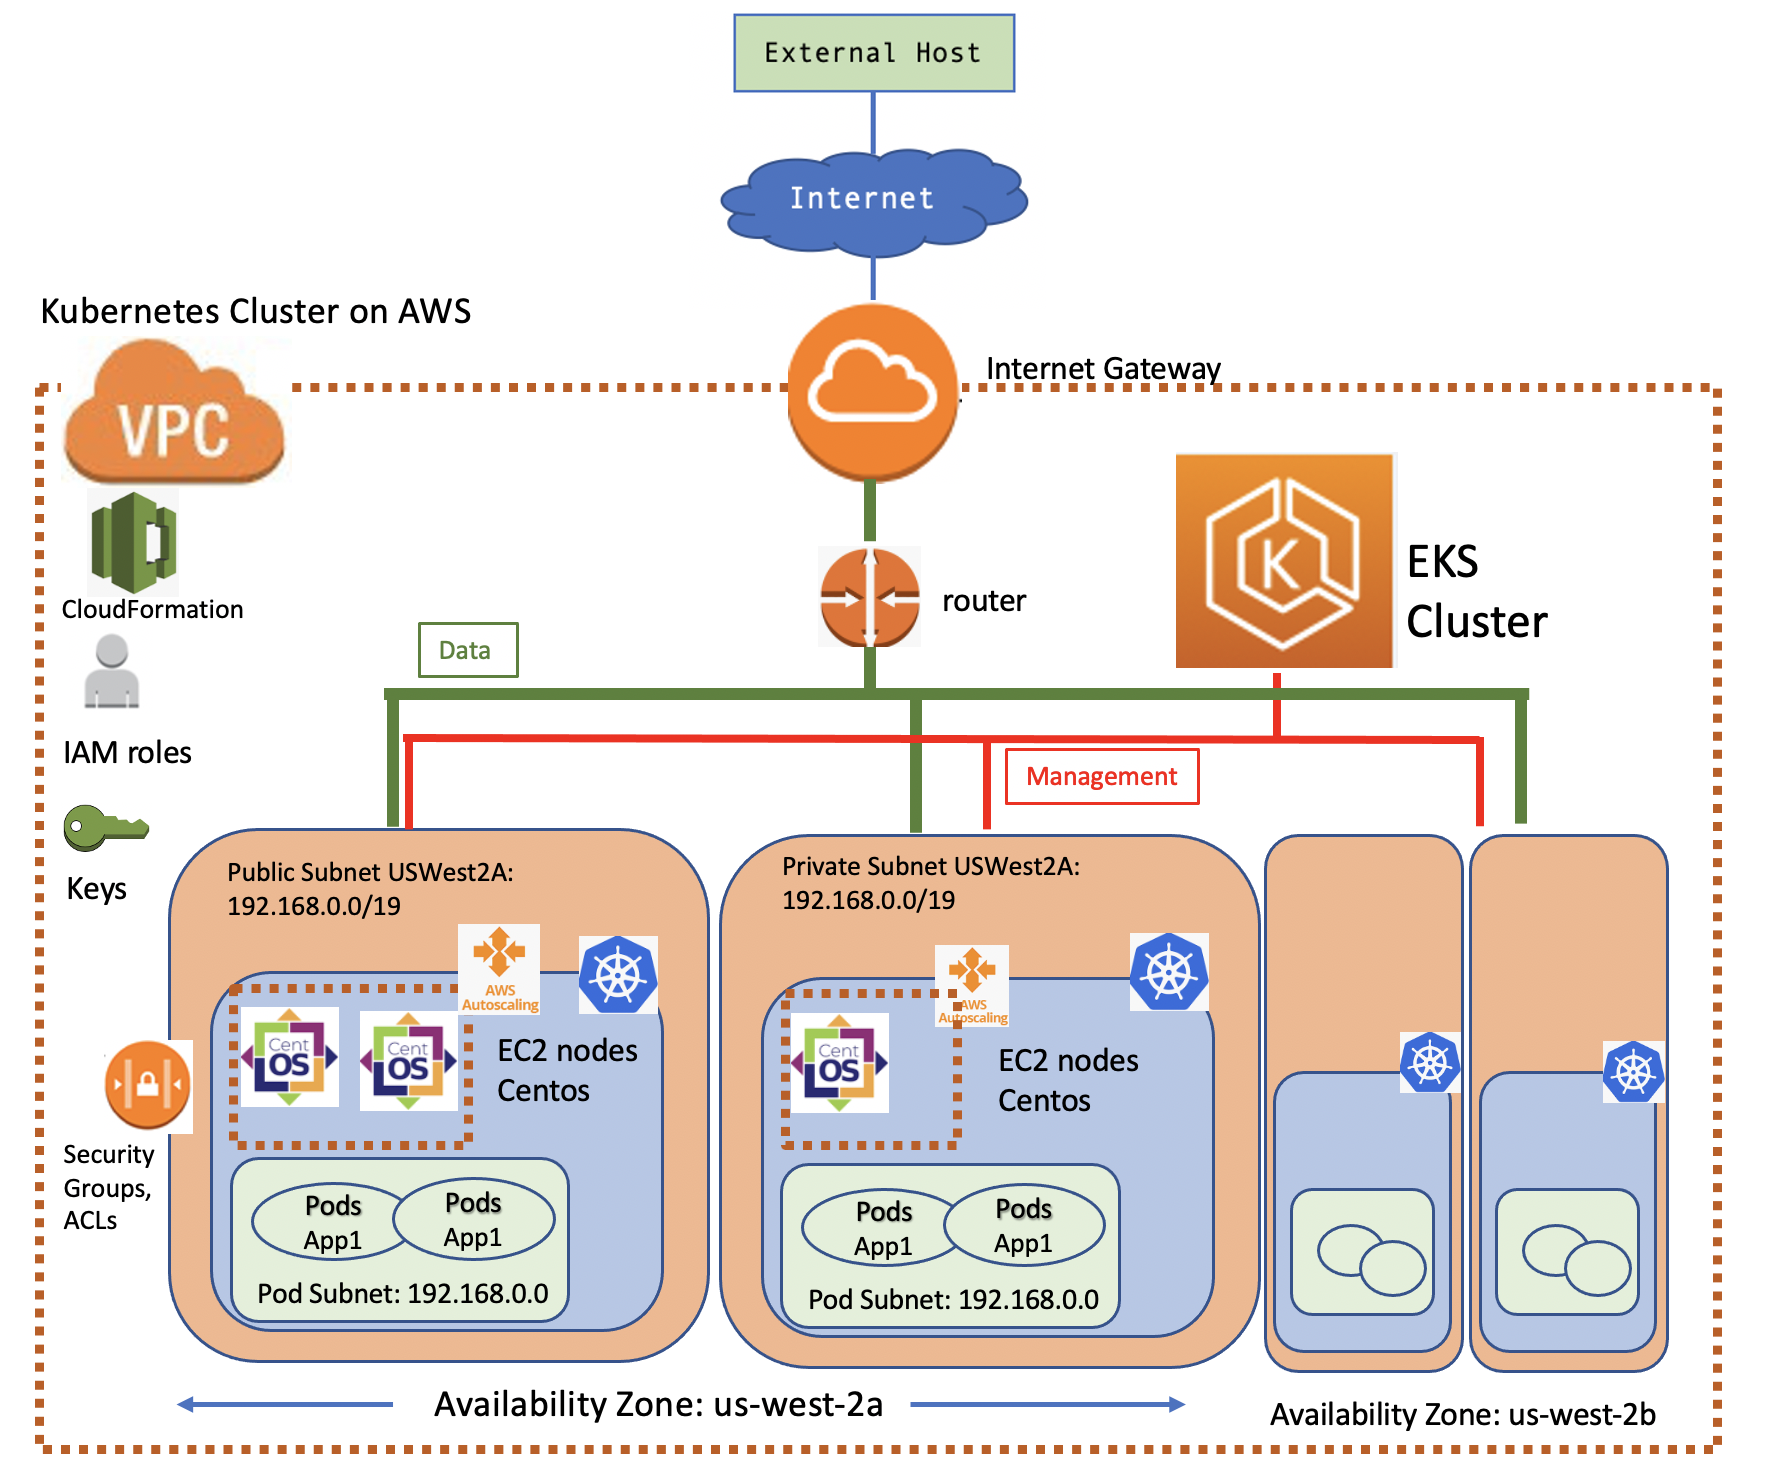 External Host
Internet
Kubernetes Cluster on AWS
Internet Gateway
VPC
CloudFormation
EKS
Cluster
K
router
Data
IAM roles
Management
Keys
Public Subnet USWest2A:
192.168.0.0/19
Private Subnet USWest2A:
192.168.0.0/19
AWS
Autoscaling
AWS
Autoscaling
Cent
OS
Cent
OS
EC2 nodes
Centos
Cent
OS
EC2 nodes
Centos
Security
Groups,
ACLs
Pods
App1
Pods
App1
Pod Subnet: 192.168.0.0
Pods
App1
Pods
App1
Pod Subnet: 192.168.0.0
Availability Zone: us-west-2a
Availability Zone: us-west-2b